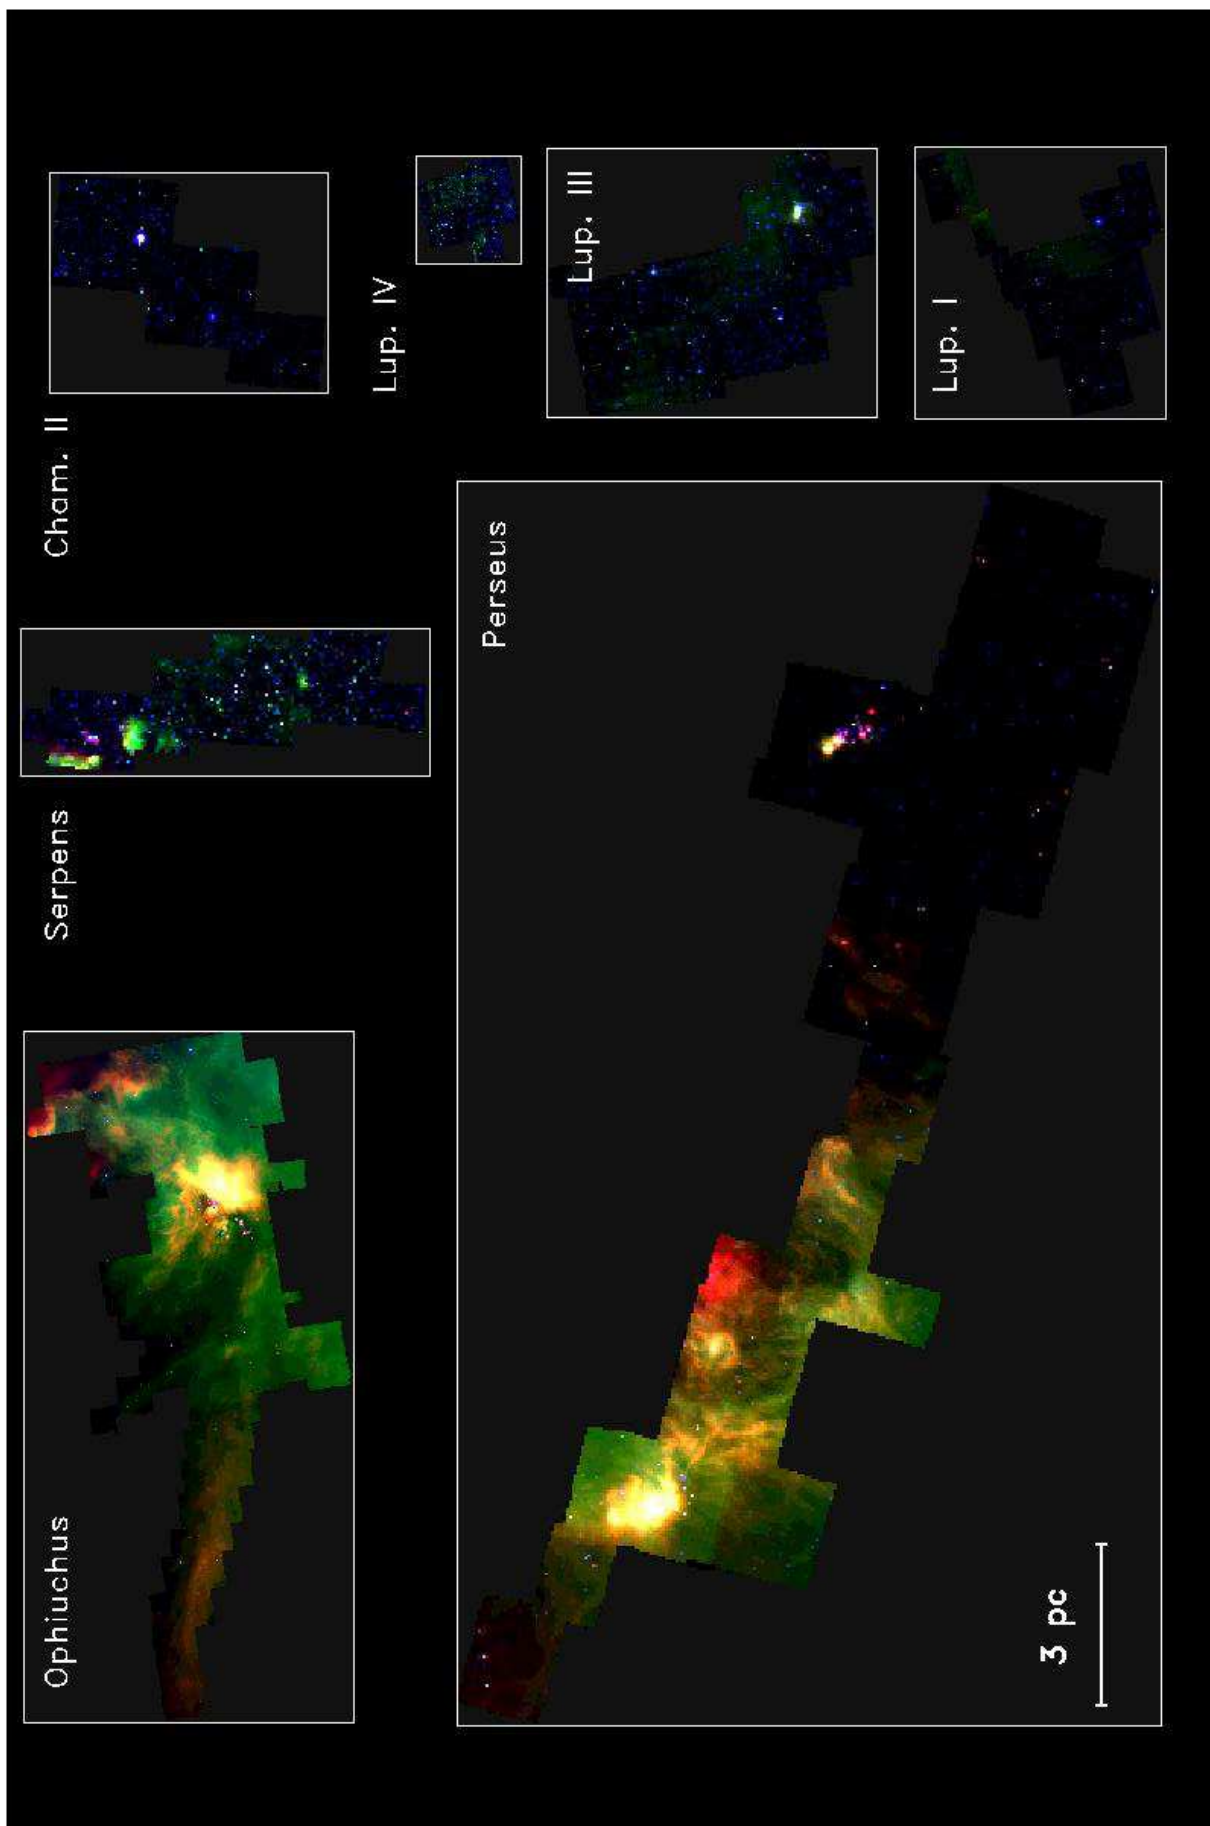 Ophiuchus
Serpens
Cham. II
Lup. IV
Perseus
Lup. III
Lup. I
3 pc